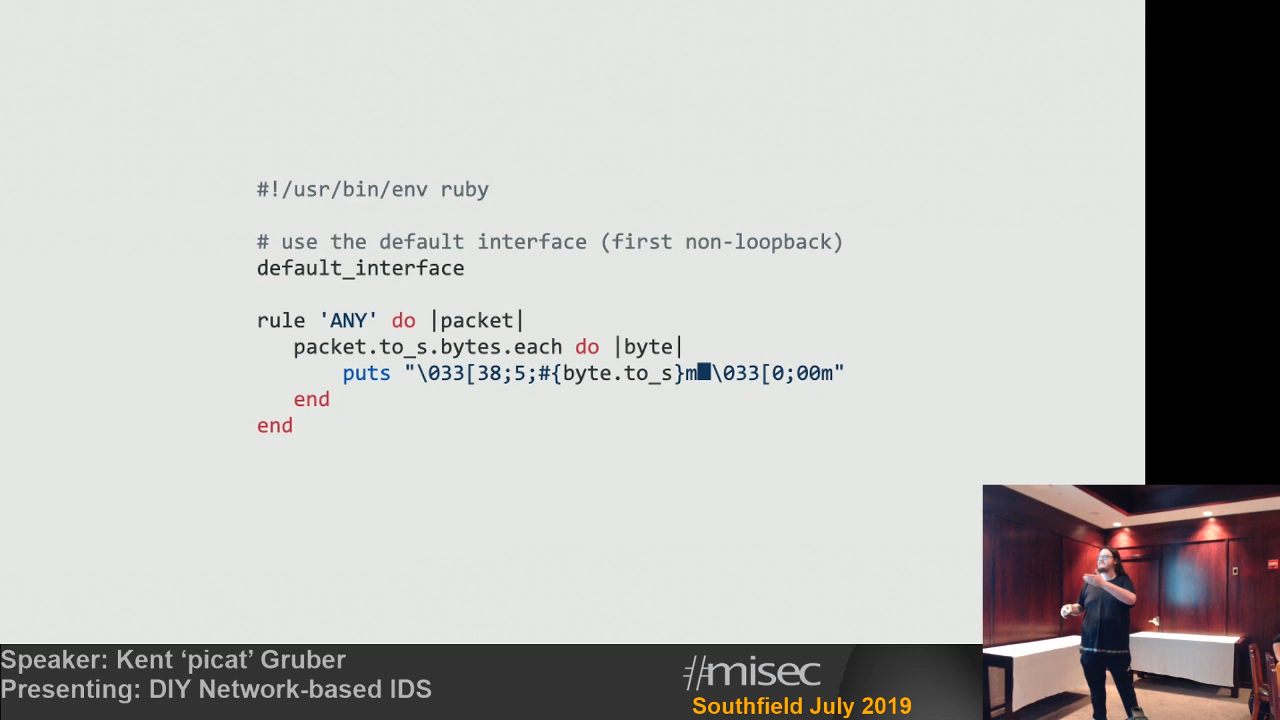 #!/usr/bin/env ruby
# use the default interface (first non-loopback)
default_interface
rule 'ANY' do |packet|
packet.to_s.bytes.each do |byte|
puts "\033[38;5;#{byte.to_s}m█\033[0;00m"
end
end
Speaker: Kent ‘picat’ Gruber
Presenting: DIY Network-based IDS
#misec
Southfield July 2019